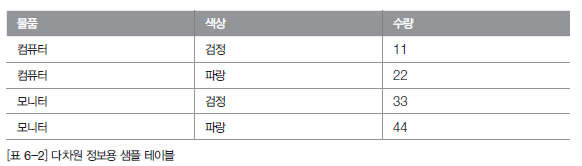 물품 색상 수량
컴퓨터 검정 11
컴퓨터 파랑 22
모니터 검정 33
모니터 파랑 44
[표 6-2] 다차원 정보용 샘플 테이블